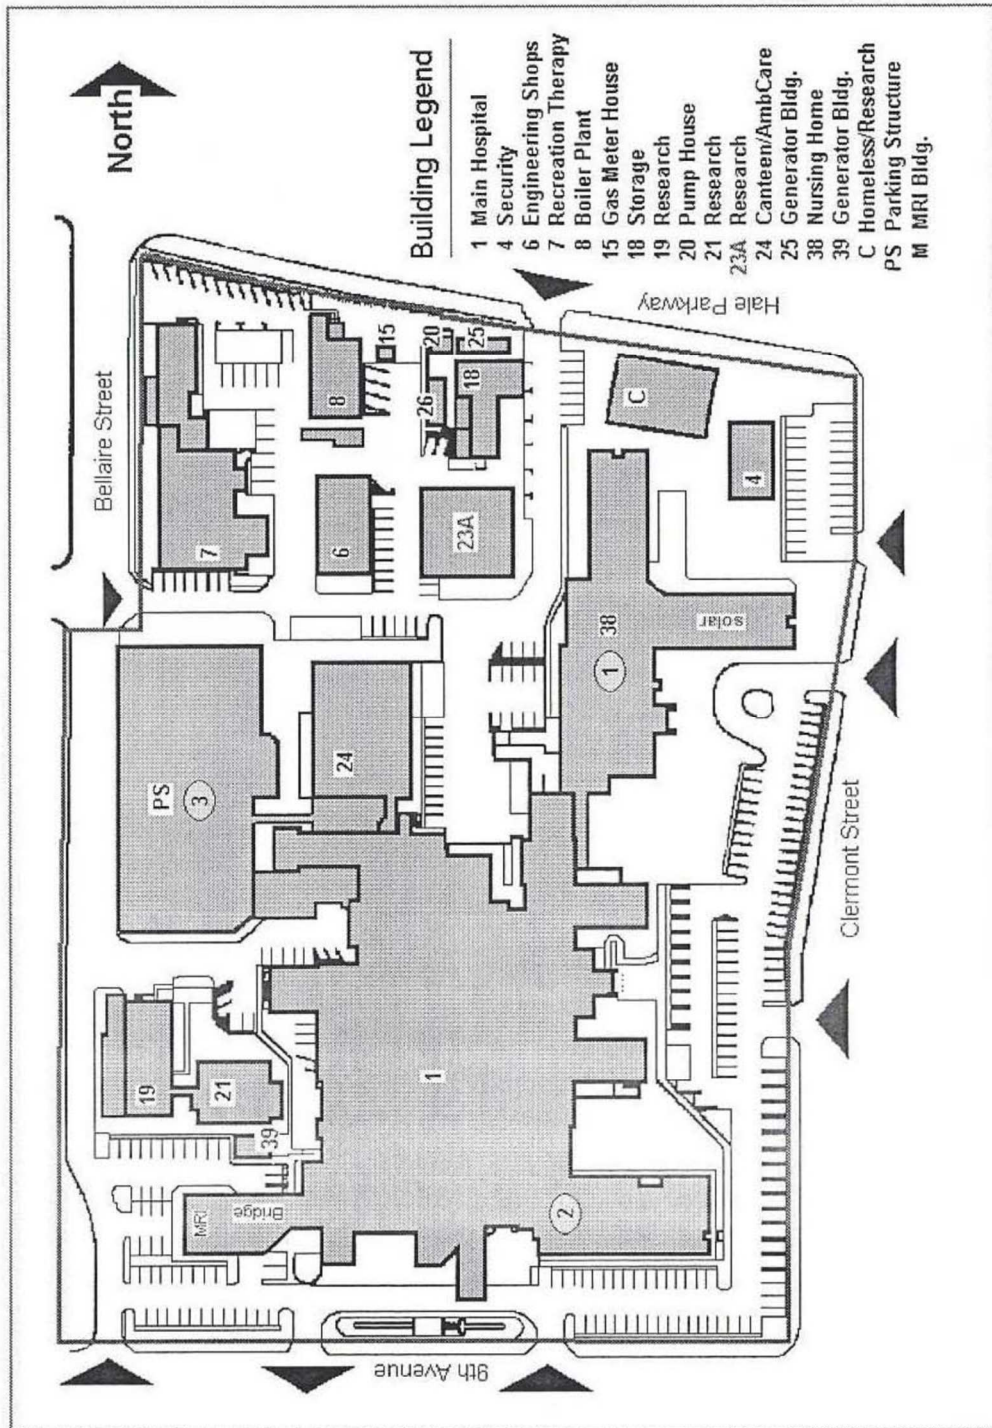 North
Building Legend
1 Main Hospital
4 Security
6 Engineering Shops
7 Recreation Therapy
8 Boiler Plant
15 Gas Meter House
18 Storage
19 Research
20 Pump House
21 Research
23A Research
24 Canteen/AmbCare
25 Generator Bldg.
38 Nursing Home
39 Generator Bldg.
C Homeless/Research
PS Parking Structure
M MRI Bldg.
Bellaire Street
Hale Parkway
Clermont Street
9th Avenue
7
8
15
20
25
26
18
6
23A
C
4
PS
3
24
38
1
solar
19
21
39
1
MRI
Bridge
2